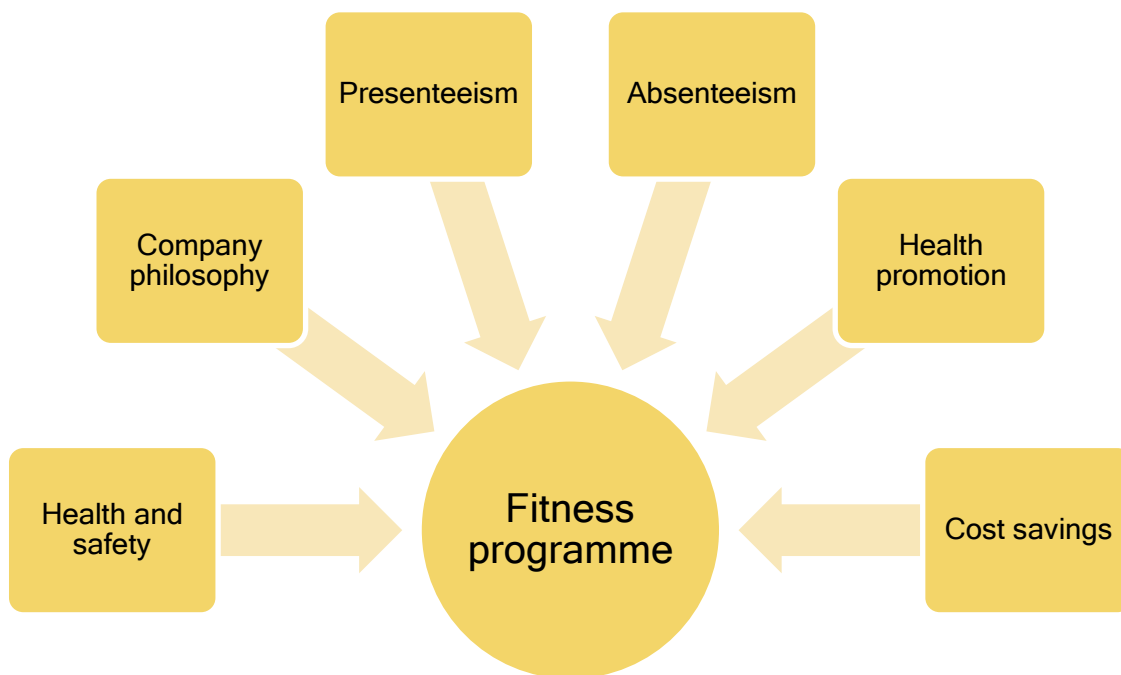 Presenteeism
Absenteeism
Company
philosophy
Health
promotion
Health and
safety
Fitness
programme
Cost savings